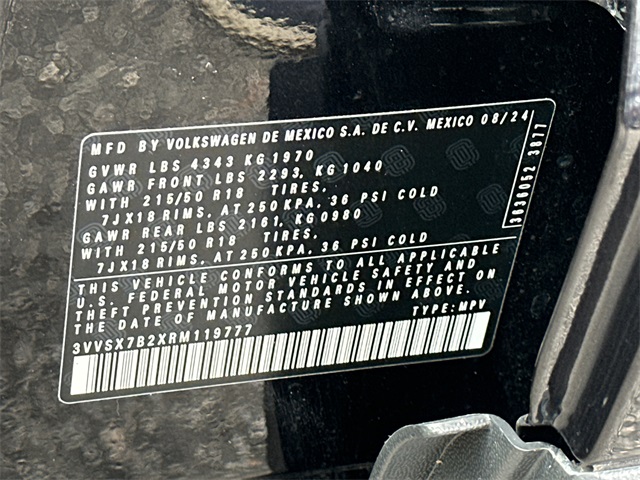 MFD BY VOLKSWAGEN DE MEXICO S.A. DE C.V. MEXICO 08/24
GVWR LBS 4343 KG 1970
GAWR FRONT LBS 2293, KG 1040
WITH 215/50 R18 TIRES,
7JX18 RIMS, AT 250 KPA, 36 PSI COLD
GAWR REAR LBS 2161, KG 0980
WITH 215/50 R18 TIRES,
7JX18 RIMS, AT 250 KPA, 36 PSI COLD
THIS VEHICLE CONFORMS TO ALL APPLICABLE
U.S. FEDERAL MOTOR VEHICLE SAFETY AND
THEFT PREVENTION STANDARDS IN EFFECT ON
THE DATE OF MANUFACTURE SHOWN ABOVE.
3VVSX7B2XRM119777 TYPE: MPV
3636052 3877